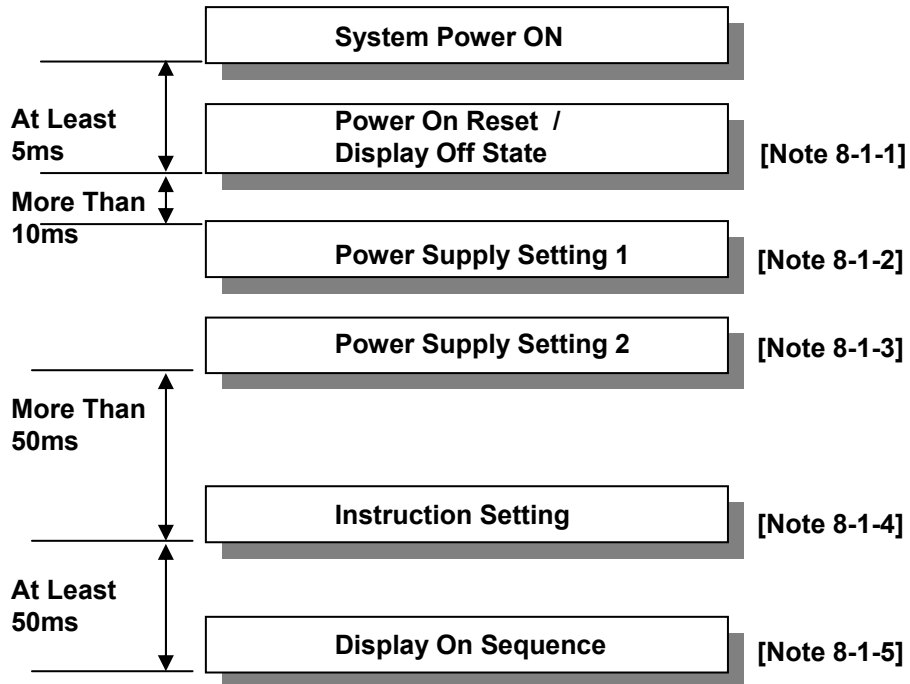 System Power ON
At Least
5ms
Power On Reset /
Display Off State
[Note 8-1-1]
More Than
10ms
Power Supply Setting 1
[Note 8-1-2]
Power Supply Setting 2
[Note 8-1-3]
More Than
50ms
Instruction Setting
[Note 8-1-4]
At Least
50ms
Display On Sequence
[Note 8-1-5]